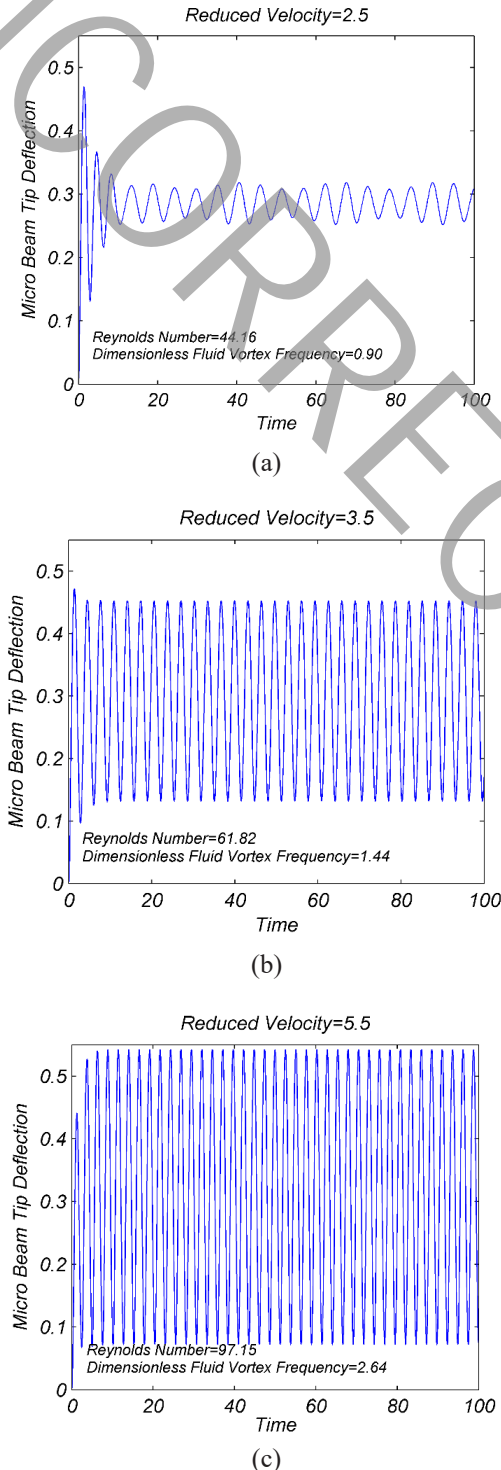 Reduced Velocity=2.5
0.5
0.4
0.3
0.2
0.1
0
Micro Beam Tip Deflection
Reynolds Number=44.16
Dimensionless Fluid Vortex Frequency=0.90
0 20 40 60 80 100
Time
(a)
Reduced Velocity=3.5
0.5
0.4
0.3
0.2
0.1
0
Micro Beam Tip Deflection
Reynolds Number=61.82
Dimensionless Fluid Vortex Frequency=1.44
0 20 40 60 80 100
Time
(b)
Reduced Velocity=5.5
0.5
0.4
0.3
0.2
0.1
0
Micro Beam Tip Deflection
Reynolds Number=97.15
Dimensionless Fluid Vortex Frequency=2.64
0 20 40 60 80 100
Time
(c)